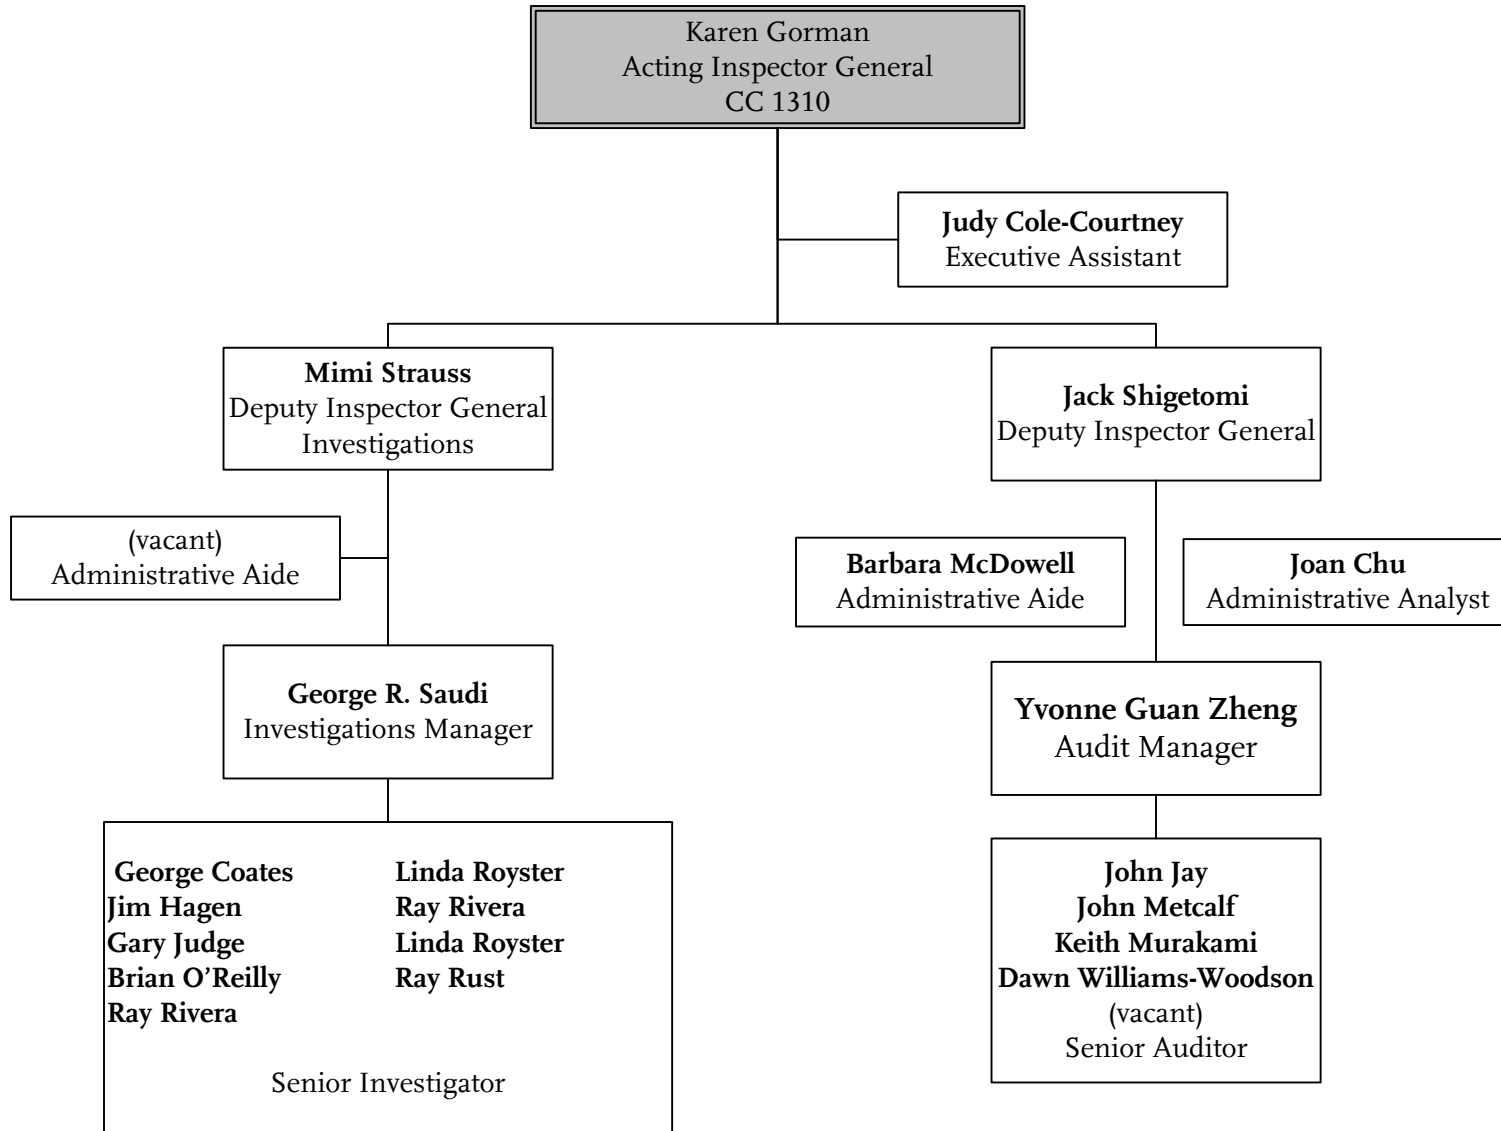 Karen Gorman
Acting Inspector General
CC 1310
Judy Cole-Courtney
Executive Assistant
Mimi Strauss
Deputy Inspector General
Investigations
Jack Shigetomi
Deputy Inspector General
(vacant)
Administrative Aide
Barbara McDowell
Administrative Aide
Joan Chu
Administrative Analyst
George R. Saudi
Investigations Manager
Yvonne Guan Zheng
Audit Manager
George Coates
Jim Hagen
Gary Judge
Brian O’Reilly
Ray Rivera
Linda Royster
Ray Rivera
Linda Royster
Ray Rust
Senior Investigator
John Jay
John Metcalf
Keith Murakami
Dawn Williams-Woodson
(vacant)
Senior Auditor